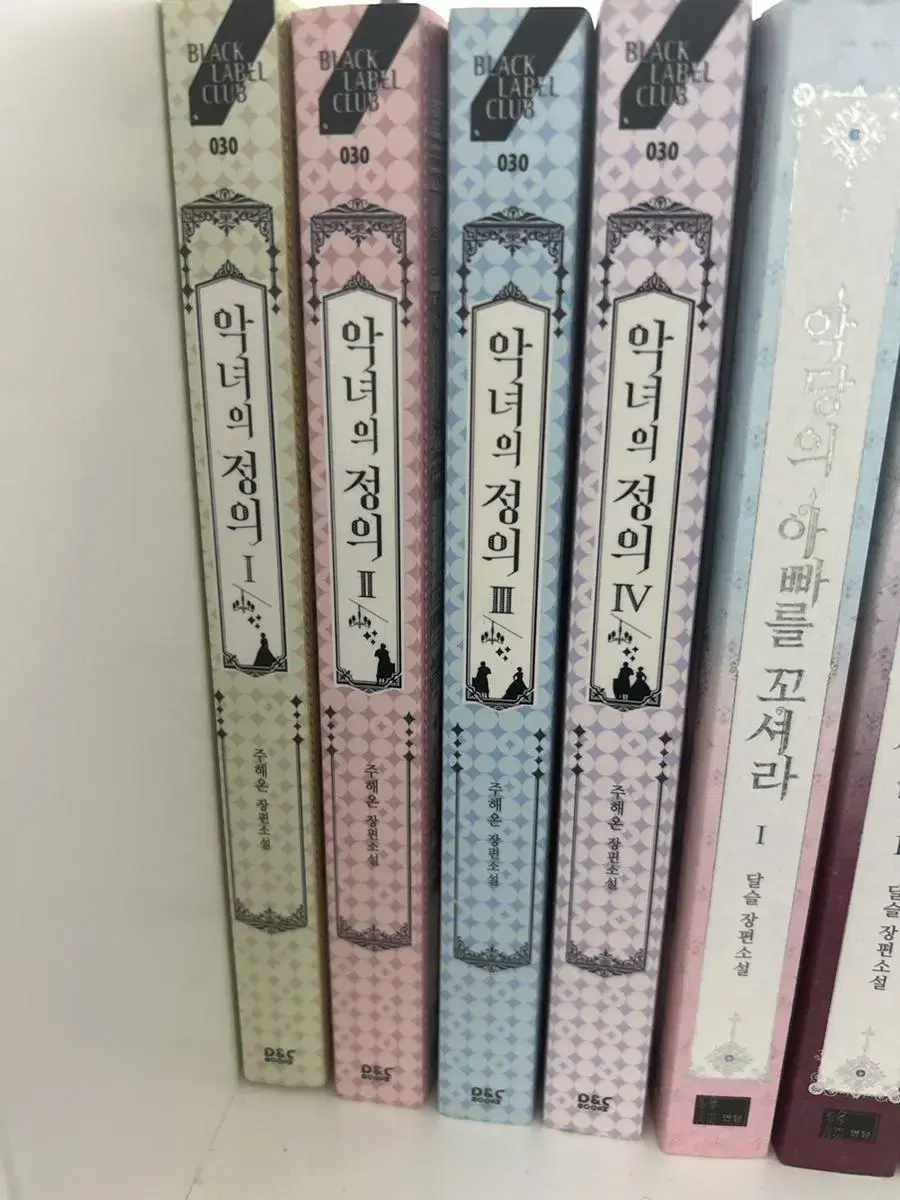 BLACK
LABEL
CLUB
030
악녀의 정의 I
주해온 장편소설
D&C
BOOKS
BLACK
LABEL
CLUB
030
악녀의 정의 II
주해온 장편소설
D&C
BOOKS
BLACK
LABEL
CLUB
030
악녀의 정의 III
주해온 장편소설
D&C
BOOKS
BLACK
LABEL
CLUB
030
악녀의 정의 IV
주해온 장편소설
D&C
BOOKS
악당의 아빠를 꼬셔라 I
달슬 장편소설
연담
달슬 장편소설
연담